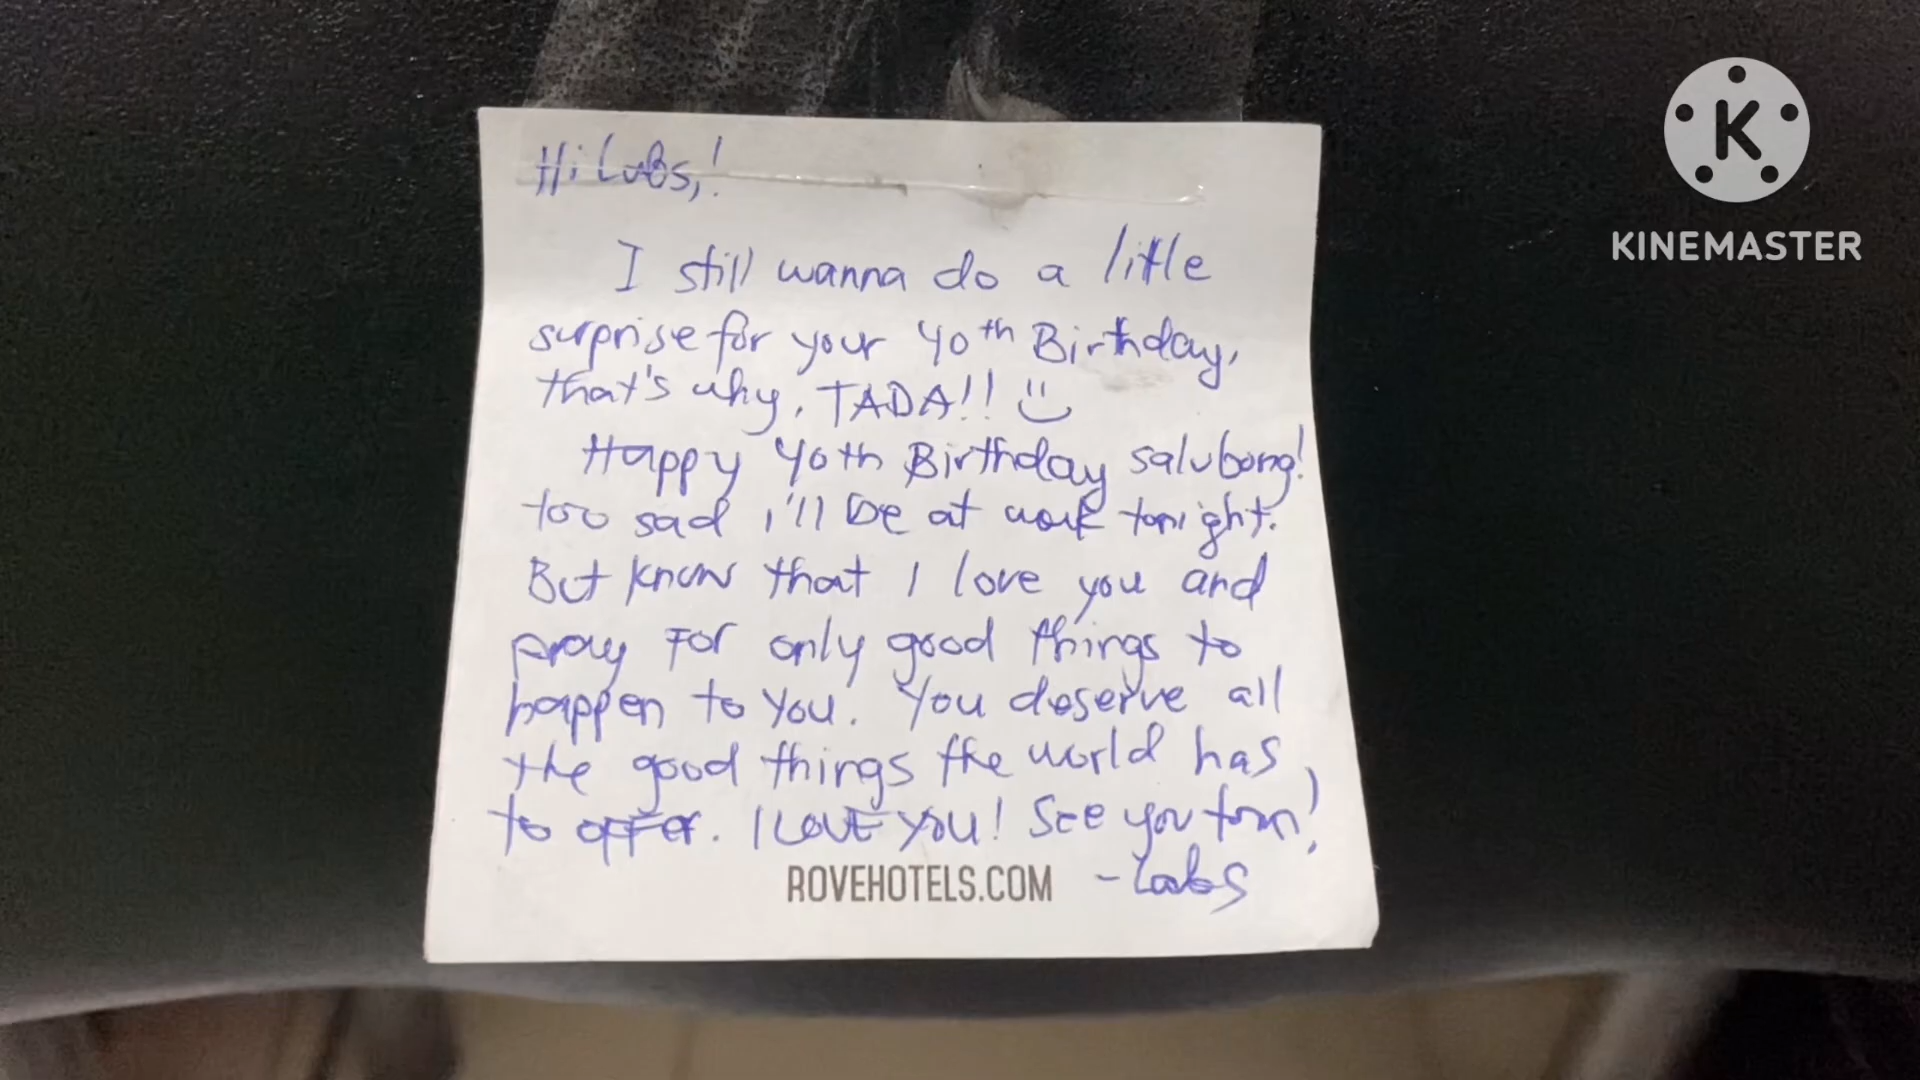 Hi Labs,!
I still wanna do a little
surprise for your 40th Birthday,
that's why, TADA!!
Happy 40th Birthday salubong!
too sad i'll be at work tonight.
But know that I love you and
pray For only good things to
happen to you. You deserve all
the good things the world has
to offer. I LOVE YOU! See you tom!
- Labs
ROVEHOTELS.COM
K
KINEMASTER